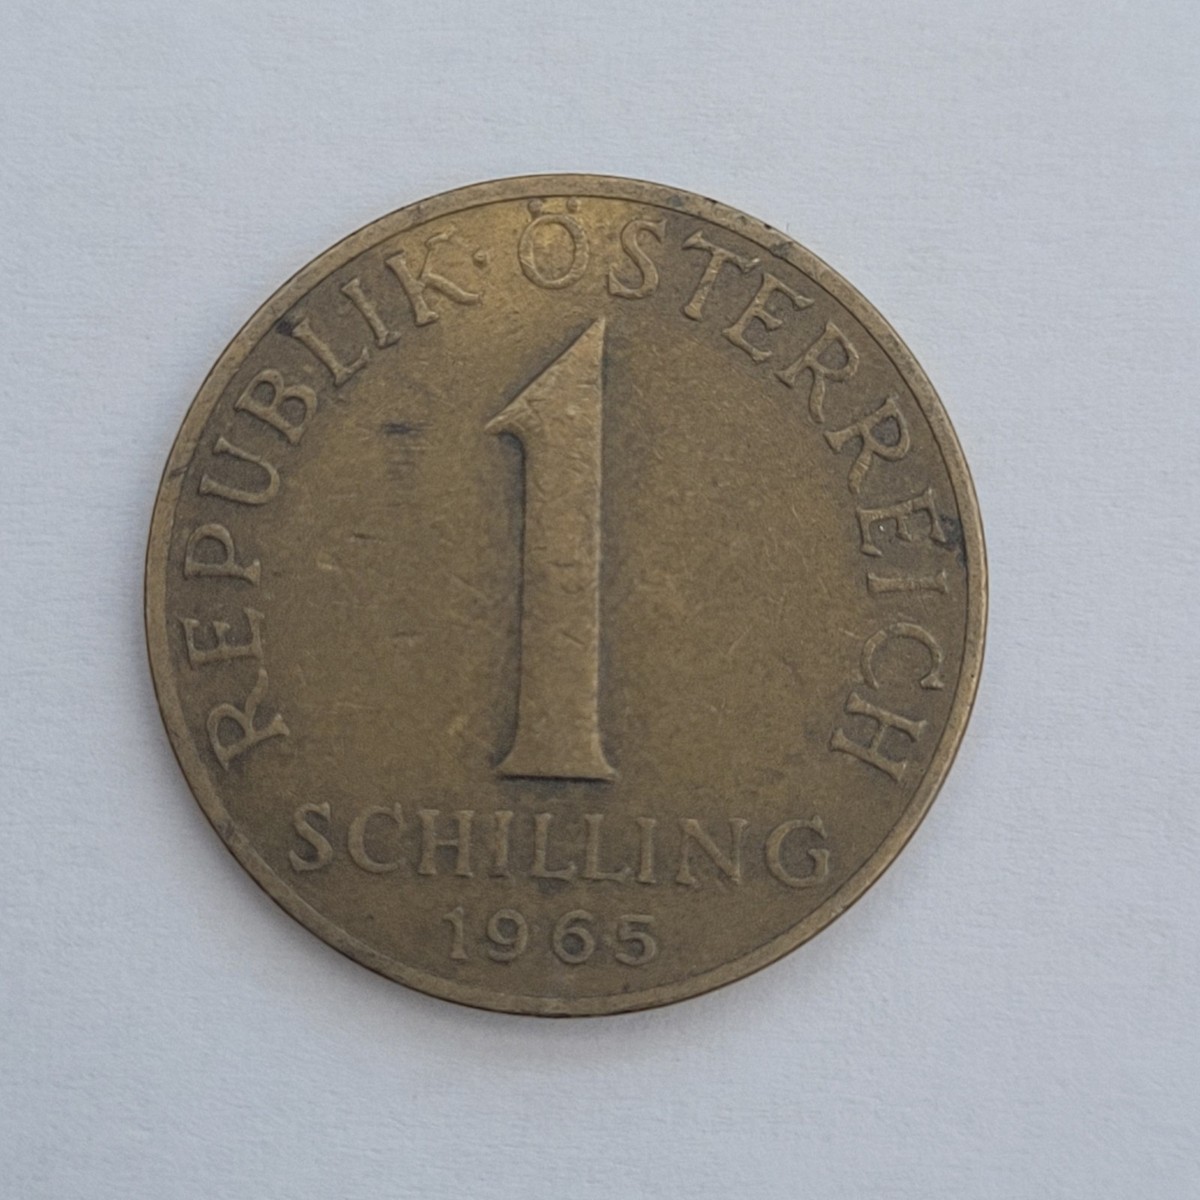 REPUBLIK · ÖSTERREICH
1
SCHILLING
1965